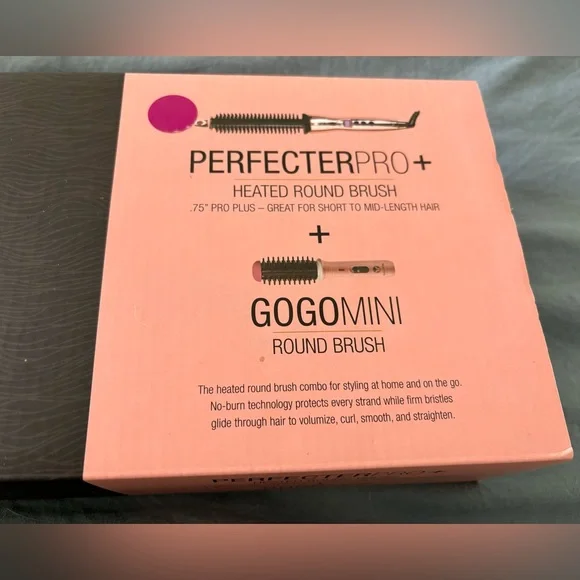 PERFECTERPRO+
HEATED ROUND BRUSH
.75" PRO PLUS – GREAT FOR SHORT TO MID-LENGTH HAIR
+
GOGOMINI
ROUND BRUSH
The heated round brush combo for styling at home and on the go.
No-burn technology protects every strand while firm bristles
glide through hair to volumize, curl, smooth, and straighten.
PERFECTERPRO+